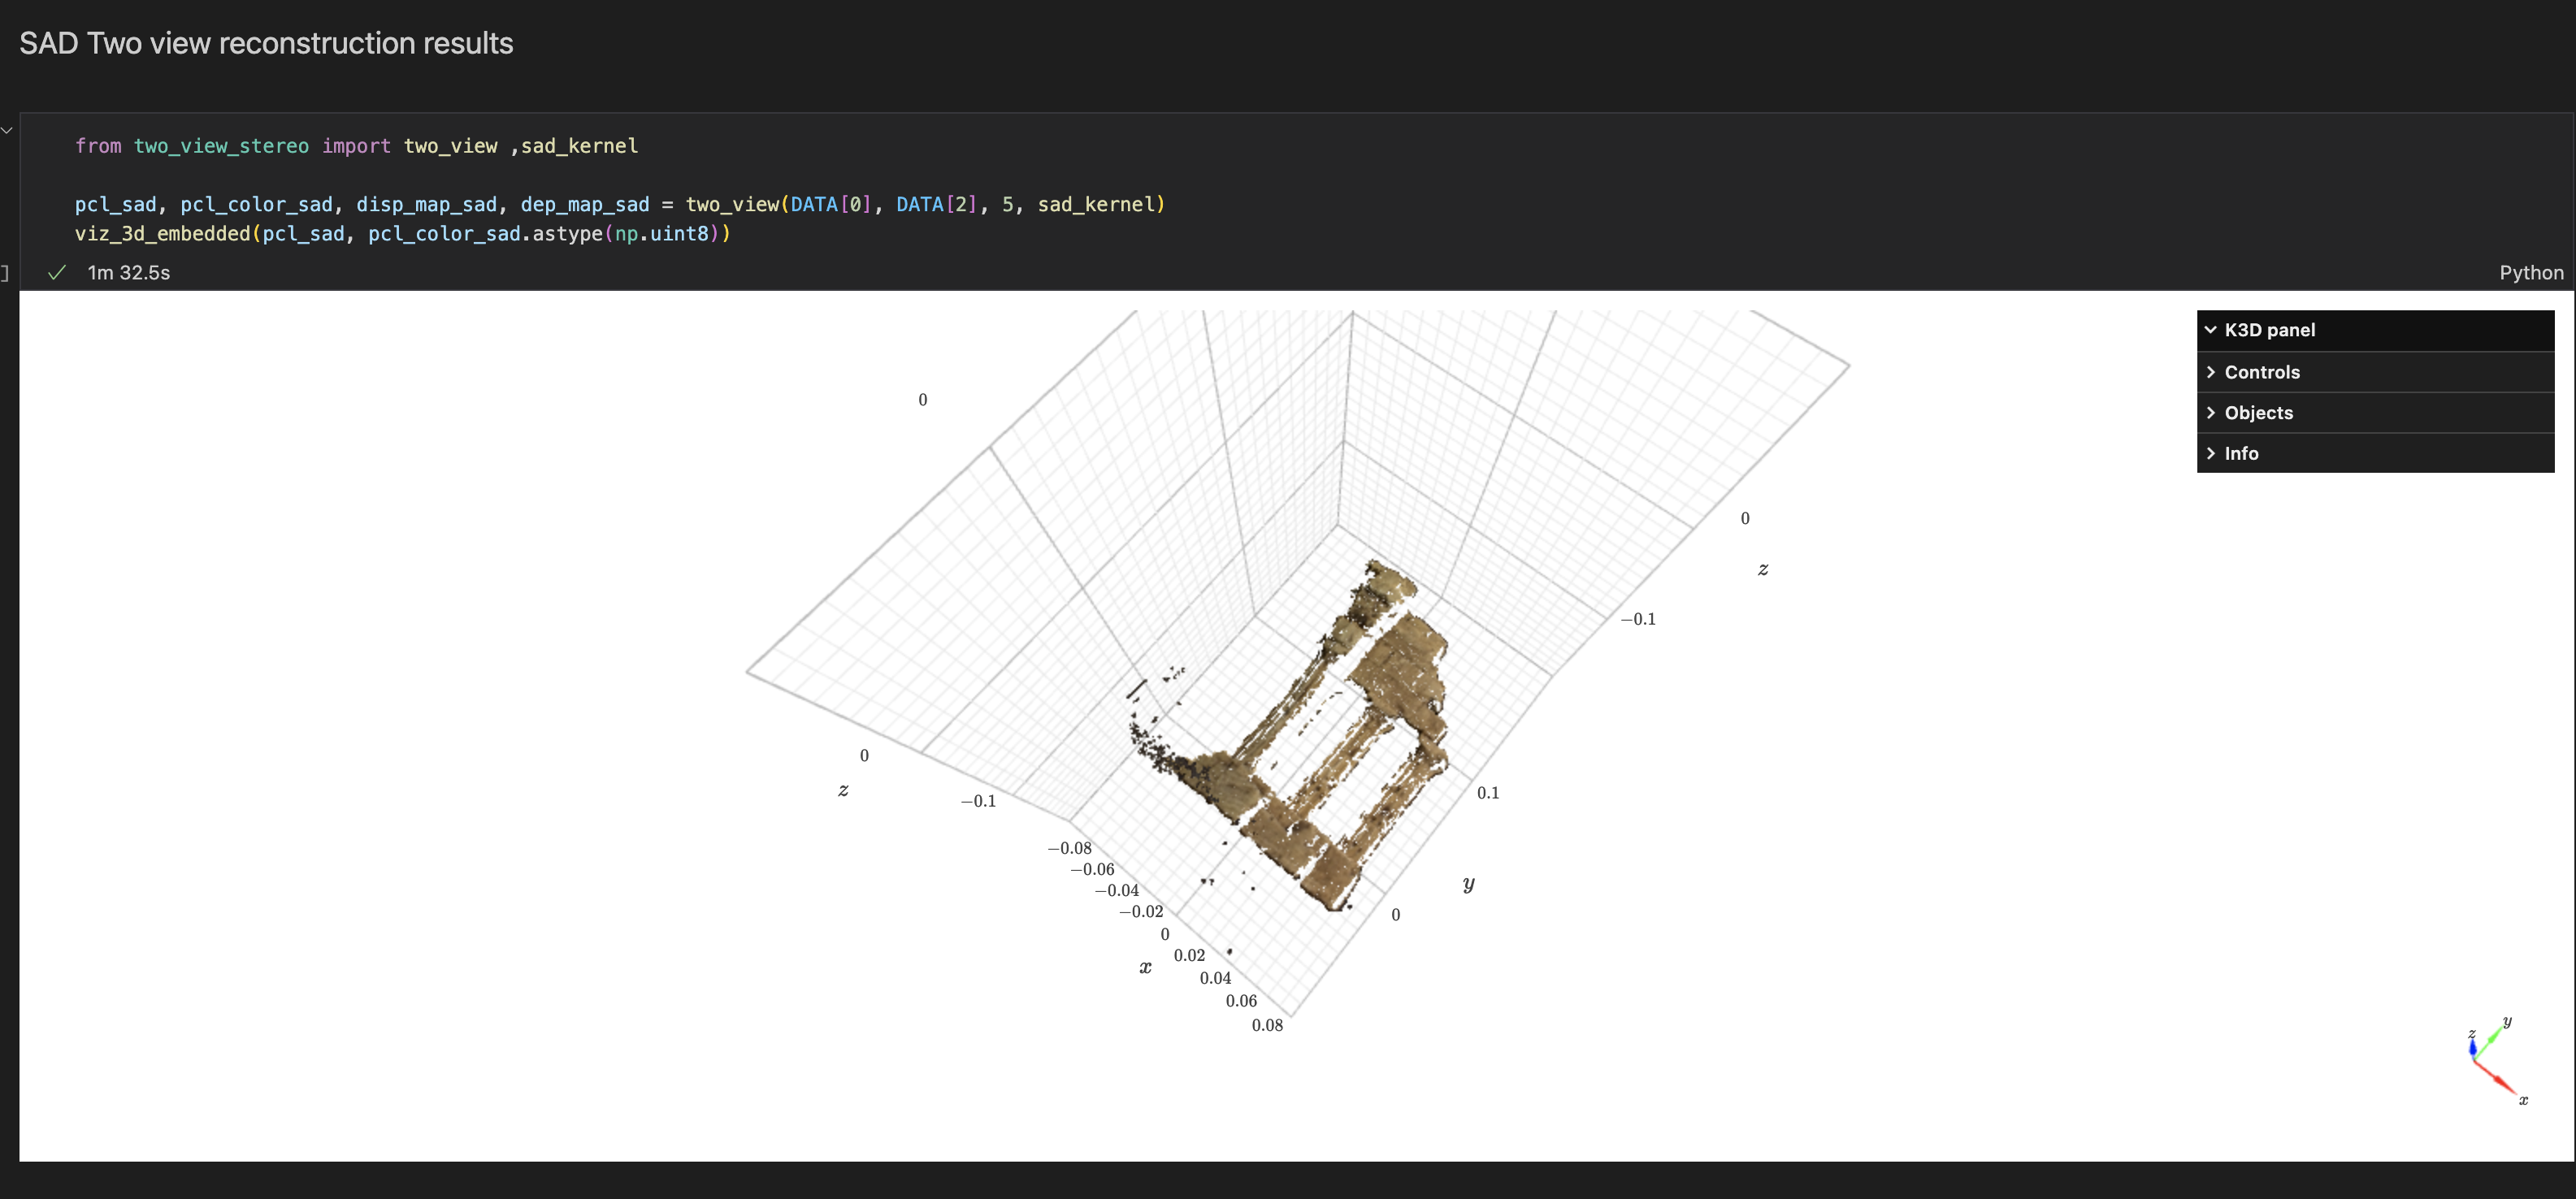 SAD Two view reconstruction results
from two_view_stereo import two_view ,sad_kernel
pcl_sad, pcl_color_sad, disp_map_sad, dep_map_sad = two_view(DATA[0], DATA[2], 5, sad_kernel)
viz_3d_embedded(pcl_sad, pcl_color_sad.astype(np.uint8))
]
1m 32.5s
Python
K3D panel
Controls
Objects
Info
0
0
z
−0.1
0
z
−0.1
0.1
y
0
−0.08
−0.06
−0.04
−0.02
0
x
0.02
0.04
0.06
0.08
z
y
x